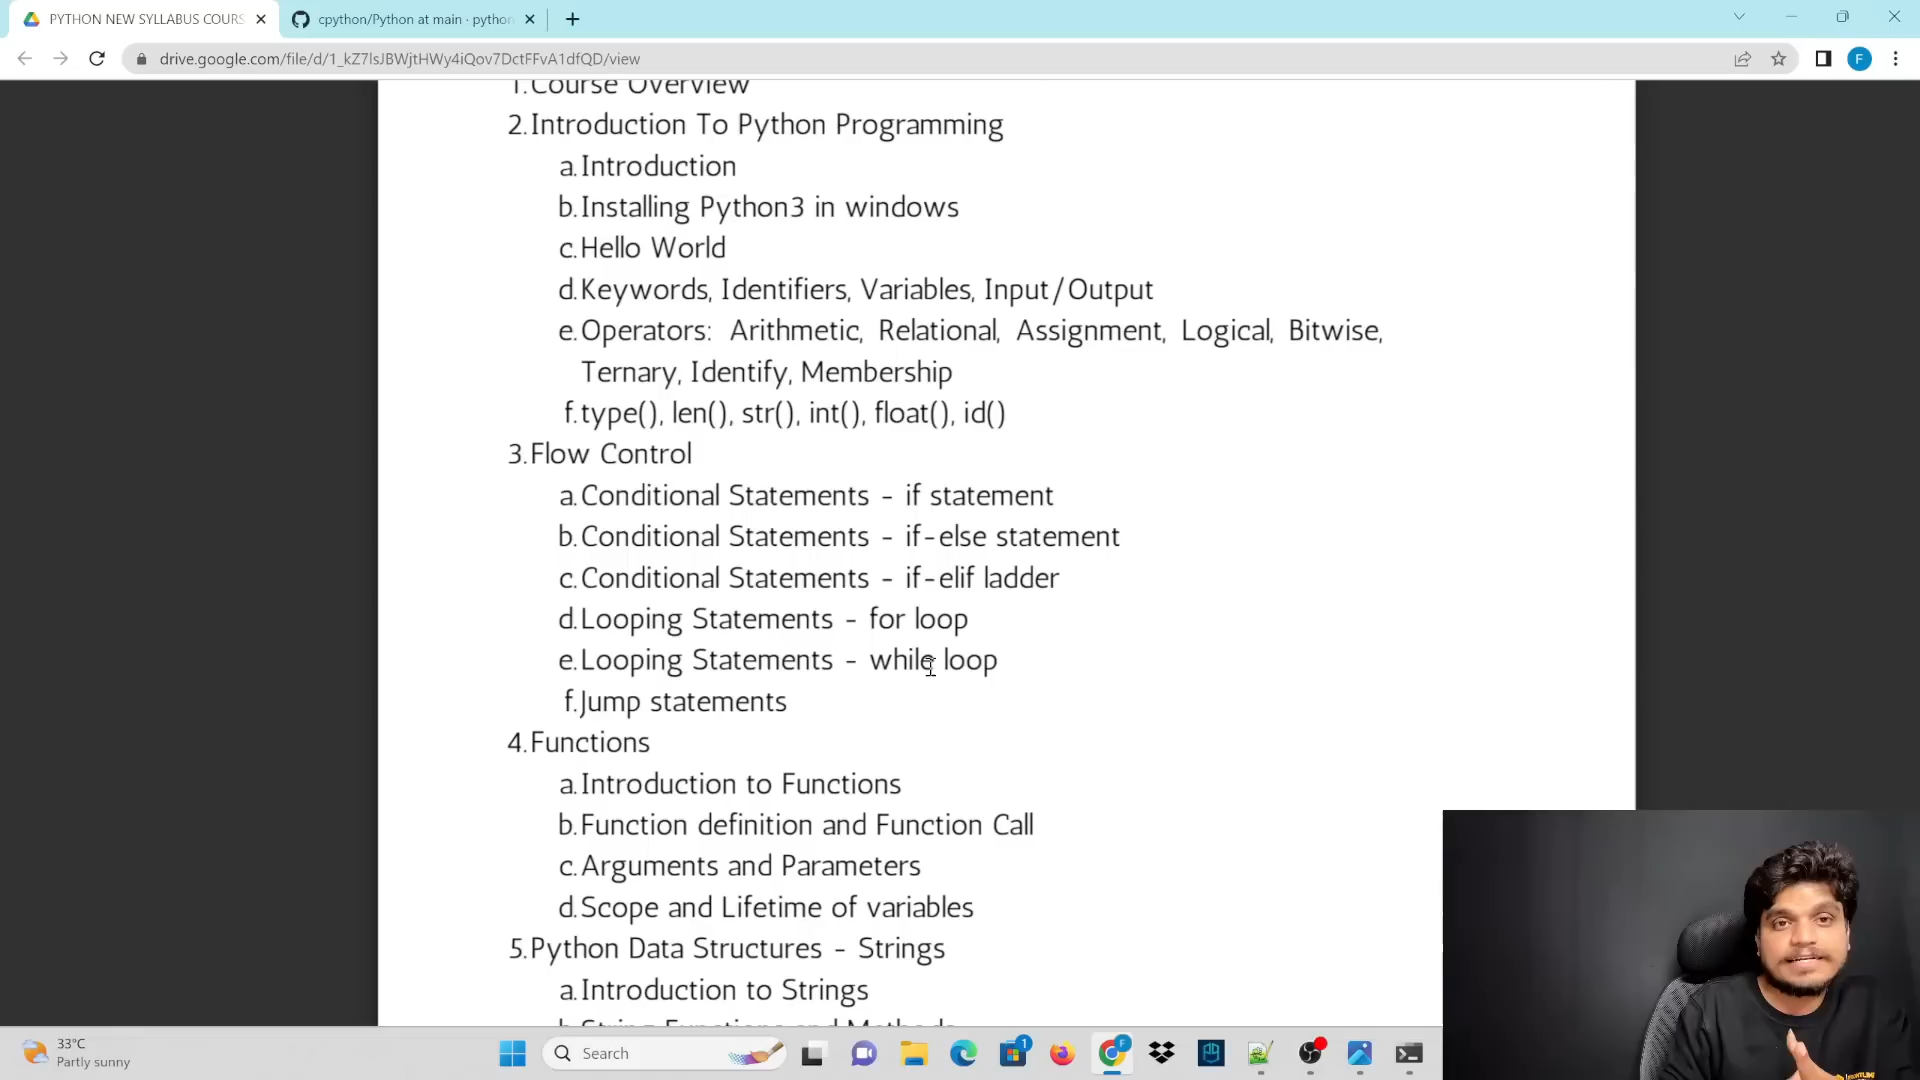 PYTHON NEW SYLLABUS COURS
cpython/Python at main · python
drive.google.com/file/d/1_kZ7lsJBWjtHWy4iQov7DctFFvA1dfQD/view
F
1.Course Overview
2.Introduction To Python Programming
a.Introduction
b.Installing Python3 in windows
c.Hello World
d.Keywords, Identifiers, Variables, Input/Output
e.Operators: Arithmetic, Relational, Assignment, Logical, Bitwise,
Ternary, Identify, Membership
f.type(), len(), str(), int(), float(), id()
3.Flow Control
a.Conditional Statements - if statement
b.Conditional Statements - if-else statement
c.Conditional Statements - if-elif ladder
d.Looping Statements - for loop
e.Looping Statements - while loop
f.Jump statements
4.Functions
a.Introduction to Functions
b.Function definition and Function Call
c.Arguments and Parameters
d.Scope and Lifetime of variables
5.Python Data Structures - Strings
a.Introduction to Strings
b.String Functions and Methods
33°C
Partly sunny
Search
1
F